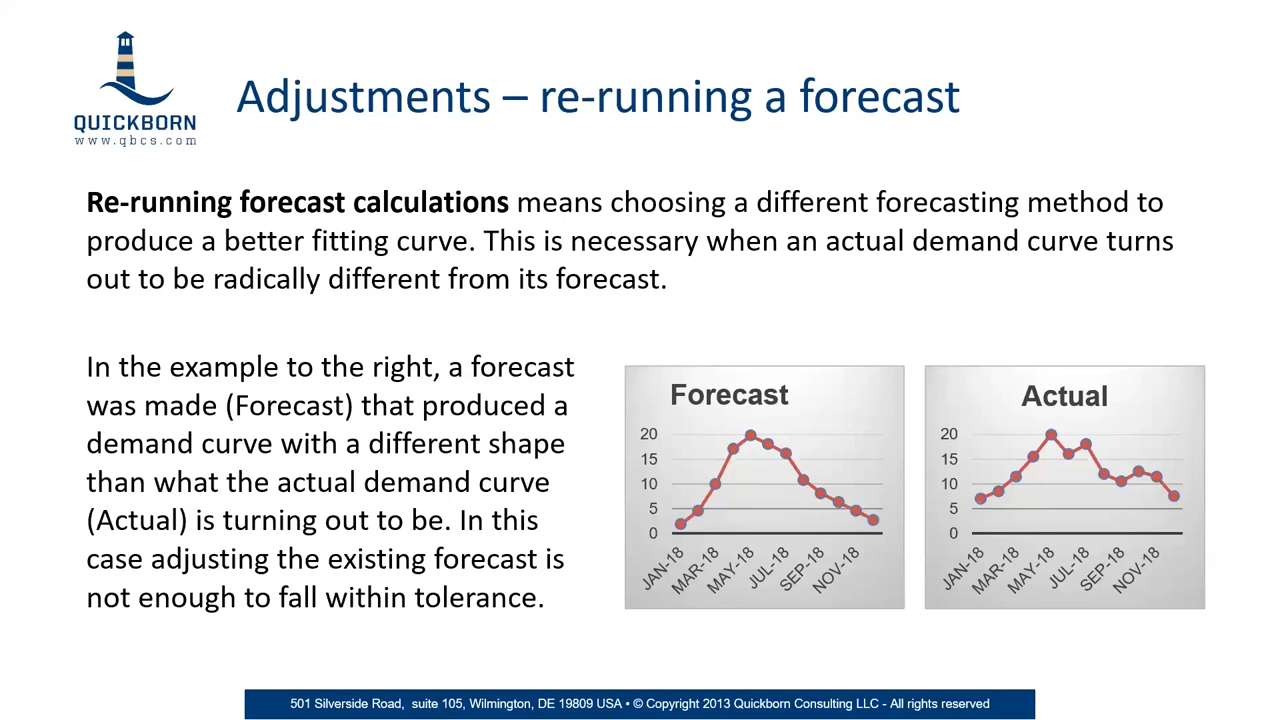 QUICKBORN
www.qbcs.com
Adjustments – re-running a forecast
Re-running forecast calculations means choosing a different forecasting method to
produce a better fitting curve. This is necessary when an actual demand curve turns
out to be radically different from its forecast.
In the example to the right, a forecast
was made (Forecast) that produced a
demand curve with a different shape
than what the actual demand curve
(Actual) is turning out to be. In this
case adjusting the existing forecast is
not enough to fall within tolerance.
Forecast
20
15
10
5
0
JAN-18
MAR-18
MAY-18
JUL-18
SEP-18
NOV-18
Actual
20
15
10
5
0
JAN-18
MAR-18
MAY-18
JUL-18
SEP-18
NOV-18
501 Silverside Road, suite 105, Wilmington, DE 19809 USA • © Copyright 2013 Quickborn Consulting LLC - All rights reserved